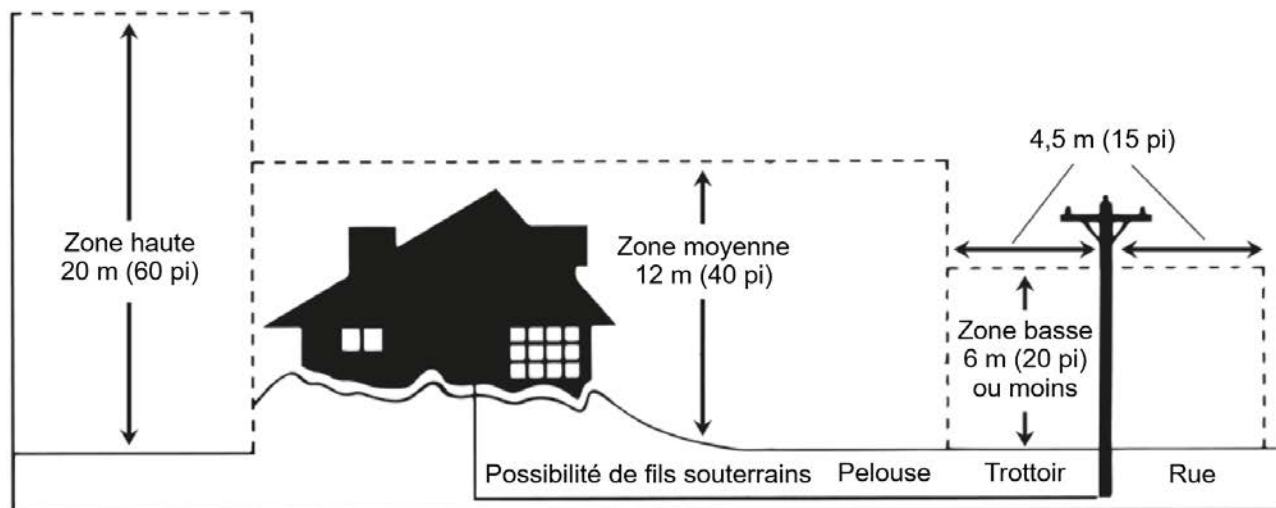 4,5 m (15 pi)
Zone haute
20 m (60 pi)
Zone moyenne
12 m (40 pi)
Zone basse
6 m (20 pi)
ou moins
Possibilité de fils souterrains
Pelouse
Trottoir
Rue